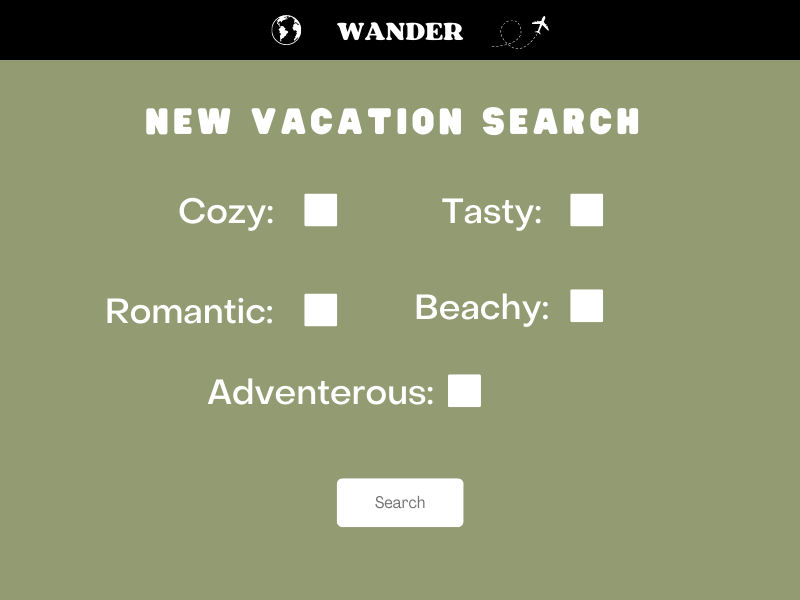 WANDER
NEW VACATION SEARCH
Cozy: Tasty:
Romantic: Beachy:
Adventerous:
Search